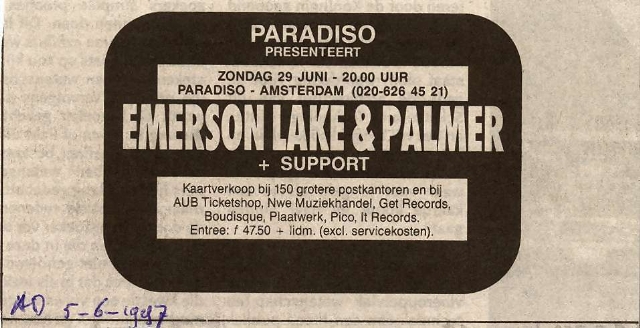 PARADISO
PRESENTEERT
ZONDAG 29 JUNI - 20.00 UUR
PARADISO - AMSTERDAM (020-626 45 21)
EMERSON LAKE & PALMER
+ SUPPORT
Kaartverkoop bij 150 grotere postkantoren en bij
AUB Ticketshop, Nwe Muziekhandel, Get Records,
Boudisque, Plaatwerk, Pico, It Records.
Entree: ƒ 47.50 + lidm. (excl. servicekosten).
AD 5-6-1997